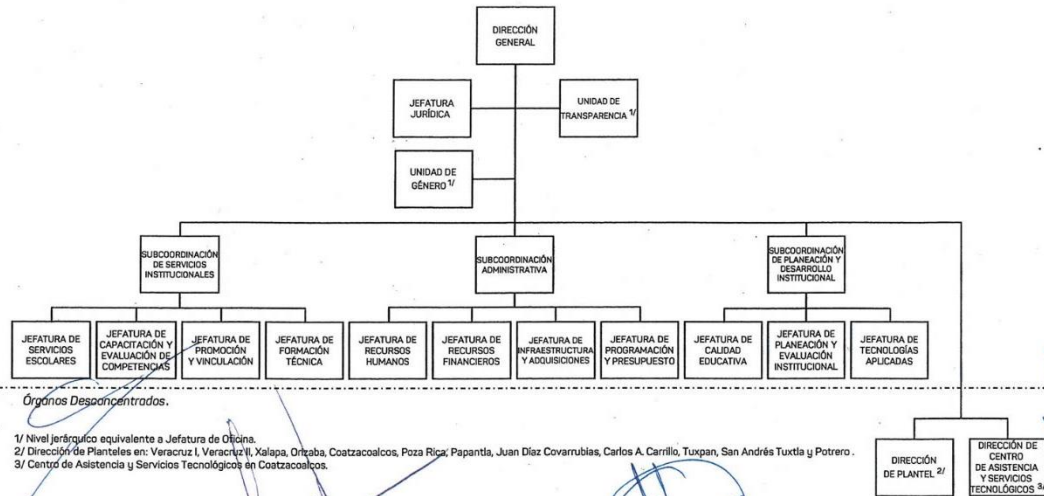 DIRECCIÓN
GENERAL
JEFATURA
JURÍDICA
UNIDAD DE
TRANSPARENCIA 1/
UNIDAD DE
GÉNERO 1/
SUBCOORDINACIÓN
DE SERVICIOS
INSTITUCIONALES
SUBCOORDINACIÓN
ADMINISTRATIVA
SUBCOORDINACIÓN
DE PLANEACIÓN Y
DESARROLLO
INSTITUCIONAL
JEFATURA DE
SERVICIOS
ESCOLARES
JEFATURA DE
CAPACITACIÓN Y
EVALUACIÓN DE
COMPETENCIAS
JEFATURA DE
PROMOCIÓN
Y VINCULACIÓN
JEFATURA DE
FORMACIÓN
TÉCNICA
JEFATURA DE
RECURSOS
HUMANOS
JEFATURA DE
RECURSOS
FINANCIEROS
JEFATURA DE
INFRAESTRUCTURA
Y ADQUISICIONES
JEFATURA DE
PROGRAMACIÓN
Y PRESUPUESTO
JEFATURA DE
CALIDAD
EDUCATIVA
JEFATURA DE
PLANEACIÓN Y
EVALUACIÓN
INSTITUCIONAL
JEFATURA DE
TECNOLOGÍAS
APLICADAS
Órganos Desconcentrados.
1/ Nivel jerárquico equivalente a Jefatura de Oficina.
2/ Dirección de Planteles en: Veracruz I, Veracruz II, Xalapa, Orizaba, Coatzacoalcos, Poza Rica, Papantla, Juan Díaz Covarrubias, Carlos A. Carrillo, Tuxpan, San Andrés Tuxtla y Potrero.
3/ Centro de Asistencia y Servicios Tecnológicos en Coatzacoalcos.
DIRECCIÓN
DE PLANTEL 2/
DIRECCIÓN DE
CENTRO
DE ASISTENCIA
Y SERVICIOS
TECNOLÓGICOS 3/